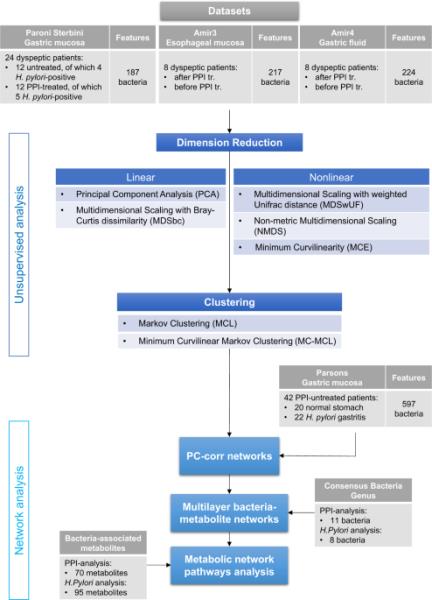 Datasets
Paroni Sterbini
Gastric mucosa
Features
Amir3
Esophageal mucosa
Features
Amir4
Gastric fluid
Features
24 dyspeptic patients:
• 12 untreated, of which 4
H. pylori-positive
• 12 PPI-treated, of which
5 H. pylori-positive
187
bacteria
8 dyspeptic patients:
• after PPI tr.
• before PPI tr.
217
bacteria
8 dyspeptic patients:
• after PPI tr.
• before PPI tr.
224
bacteria
Unsupervised analysis
Dimension Reduction
Linear
• Principal Component Analysis (PCA)
• Multidimensional Scaling with Bray-
Curtis dissimilarity (MDSbc)
Nonlinear
• Multidimensional Scaling with weighted
Unifrac distance (MDSwUF)
• Non-metric Multidimensional Scaling
(NMDS)
• Minimum Curvilinearity (MCE)
Clustering
• Markov Clustering (MCL)
• Minimum Curvilinear Markov Clustering (MC-MCL)
Parsons
Gastric mucosa
Features
42 PPI-untreated patients:
• 20 normal stomach
• 22 H. pylori gastritis
597
bacteria
Network analysis
PC-corr networks
Multilayer bacteria-
metabolite networks
Consensus Bacteria
Genus
PPI-analysis:
• 11 bacteria
H.Pylori analysis:
• 8 bacteria
Bacteria-associated
metabolites
PPI-analysis:
• 70 metabolites
H.Pylori analysis:
• 95 metabolites
Metabolic network
pathways analysis